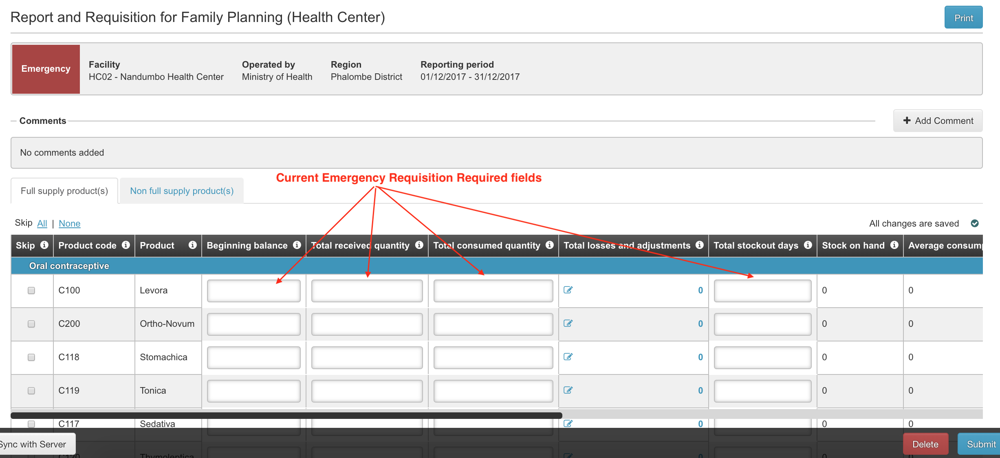 Report and Requisition for Family Planning (Health Center)
Print
Emergency
Facility
HC02 - Nandumbo Health Center
Operated by
Ministry of Health
Region
Phalombe District
Reporting period
01/12/2017 - 31/12/2017
Comments
Add Comment
No comments added
Current Emergency Requisition Required fields
Full supply product(s)
Non full supply product(s)
Skip All | None
All changes are saved
Skip Product code Product Beginning balance Total received quantity Total consumed quantity Total losses and adjustments Total stockout days Stock on hand Average
Oral contraceptive
C100 Levora 0 0 0
C200 Ortho-Novum 0 0 0
C118 Stomachica 0 0 0
C119 Tonica 0 0 0
C117 Sedativa 0 0 0
Sync with Server
Delete
Submit
C120 Thymoleptica 0 0 0